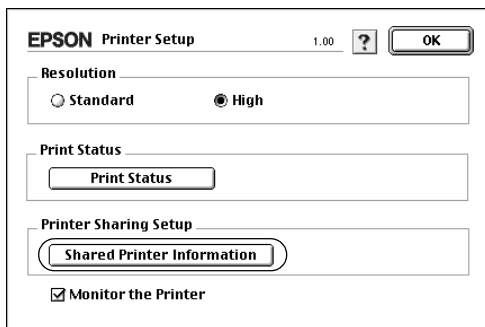 EPSON Printer Setup 1.00 ? OK
Resolution
Standard High
Print Status
Print Status
Printer Sharing Setup
Shared Printer Information
Monitor the Printer